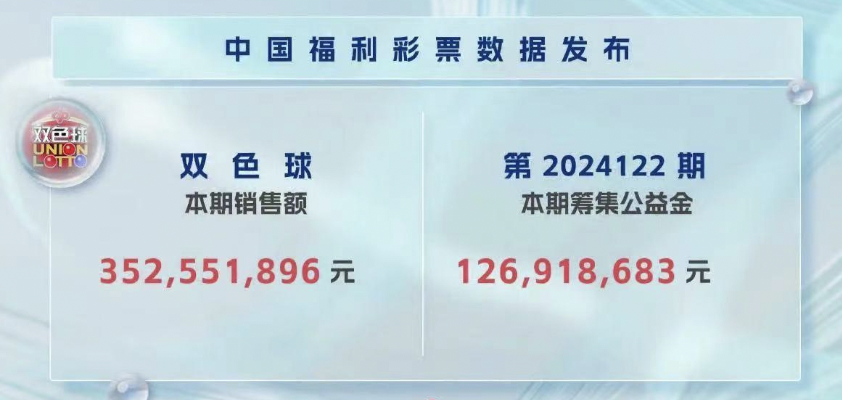 中国福利彩票数据发布
双色球
UNION
LOTTO
双色球
本期销售额
352,551,896 元
第 2024122 期
本期筹集公益金
126,918,683 元